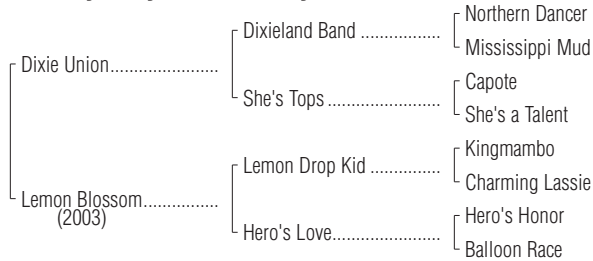 Northern Dancer
Dixieland Band ..................
Mississippi Mud
Dixie Union........................
Capote
She's Tops .........................
She's a Talent
Kingmambo
Lemon Drop Kid ................
Charming Lassie
Lemon Blossom.................
(2003)
Hero's Honor
Hero's Love........................
Balloon Race